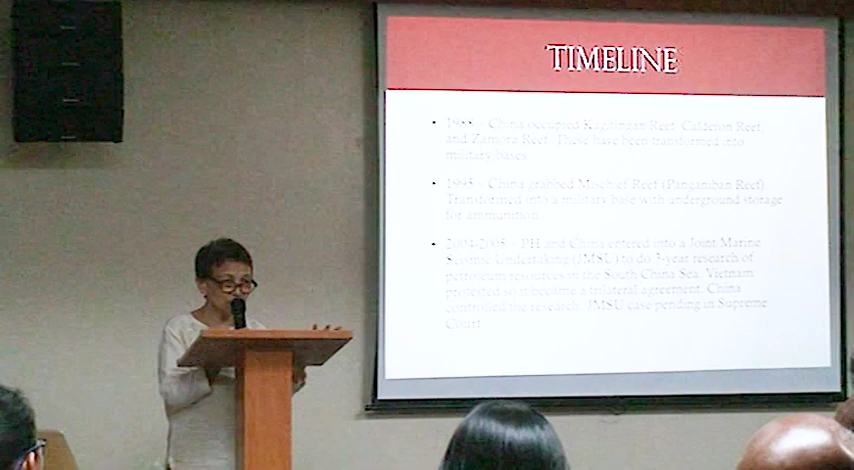 TIMELINE
• 198 – China occupied Kagitingan Reef, Calderon Reef,
and Zamora Reef. These have been transformed into
military bases.
• 1995 – China grabbed Mischief Reef (Panganiban Reef)
Transformed into a military base with underground storage
for ammunition.
• 2004-2005 – PH and China entered into a Joint Marine
Seismic Undertaking (JMSU) to do 3-year research of
petroleum resources in the South China Sea. Vietnam
protested so it became a trilateral agreement. China
controlled the research. JMSU case pending in Supreme
Court